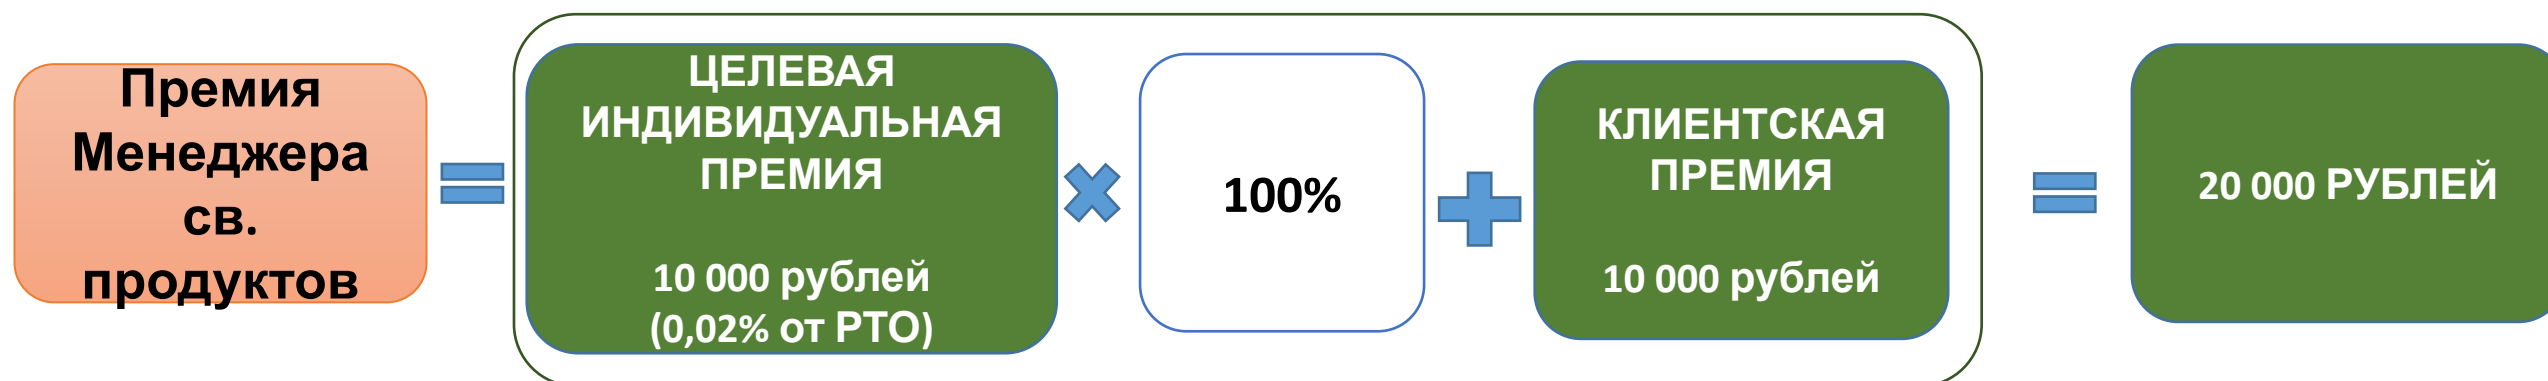 Премия
Менеджера
св.
продуктов
ЦЕЛЕВАЯ
ИНДИВИДУАЛЬНАЯ
ПРЕМИЯ
10 000 рублей
(0,02% от РТО)
100%
КЛИЕНТСКАЯ
ПРЕМИЯ
10 000 рублей
20 000 РУБЛЕЙ